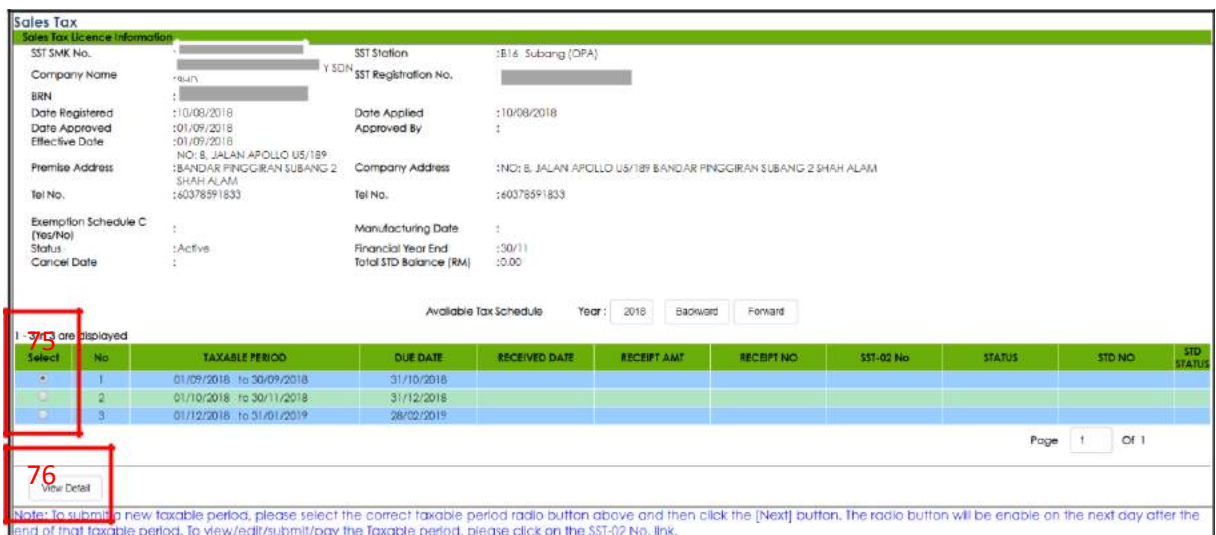 Sales Tax
Sales Tax Licence Information
SST SMK No. : SST Station :B16 Subang (OPA)
Company Name : Y SDN BHD SST Registration No.
BRN :
Date Registered :10/08/2018 Date Applied :10/08/2018
Date Approved :01/09/2018 Approved By :
Effective Date :01/09/2018
Premise Address :NO: 8, JALAN APOLLO U5/189 BANDAR PINGGIRAN SUBANG 2 SHAH ALAM Company Address :NO: 8, JALAN APOLLO U5/189 BANDAR PINGGIRAN SUBANG 2 SHAH ALAM
Tel No. :60378591833 Tel No. :60378591833
Exemption Schedule C (Yes/No) : Manufacturing Date :
Status :Active Financial Year End :30/11
Cancel Date : Total STD Balance (RM) :0.00
Available Tax Schedule Year : 2018 Backward Forward
75
1 - 3 of 3 are displayed
Select No TAXABLE PERIOD DUE DATE RECEIVED DATE RECEIPT AMT RECEIPT NO SST-02 No STATUS STD NO STD STATUS
1 01/09/2018 to 30/09/2018 31/10/2018
2 01/10/2018 to 30/11/2018 31/12/2018
3 01/12/2018 to 31/01/2019 28/02/2019
Page 1 Of 1
76
View Detail
Note: To submit a new taxable period, please select the correct taxable period radio button above and then click the [Next] button. The radio button will be enable on the next day after the
end of that taxable period. To view/edit/submit/pay the Taxable period, please click on the SST-02 No. link.